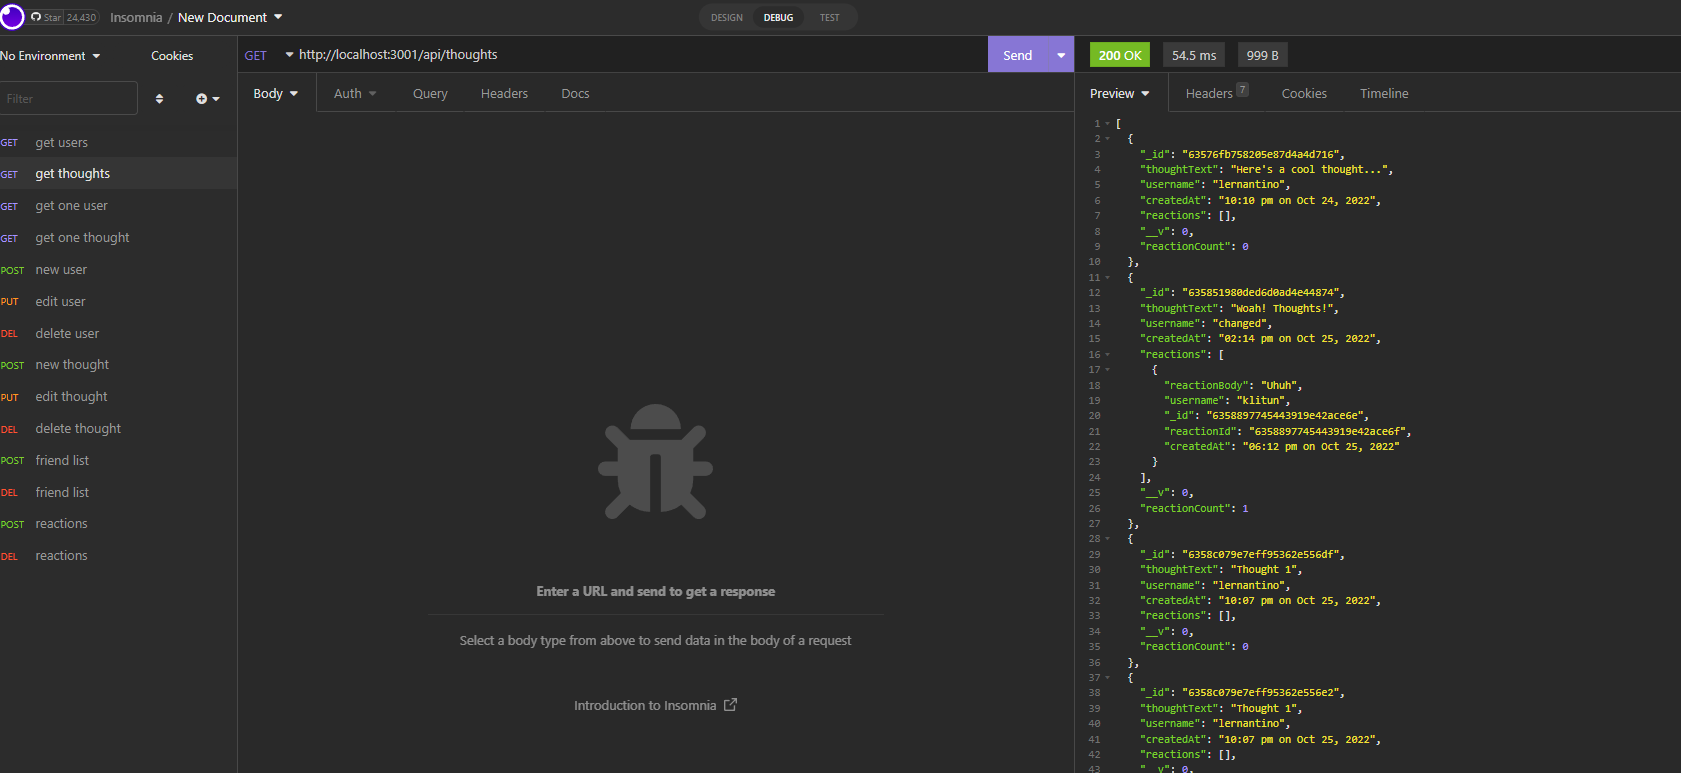 Star 24,430 Insomnia / New Document DESIGN DEBUG TEST
No Environment Cookies
Filter
GET get users
GET get thoughts
GET get one user
GET get one thought
POST new user
PUT edit user
DEL delete user
POST new thought
PUT edit thought
DEL delete thought
POST friend list
DEL friend list
POST reactions
DEL reactions
GET http://localhost:3001/api/thoughts Send
Body Auth Query Headers Docs
Enter a URL and send to get a response
Select a body type from above to send data in the body of a request
Introduction to Insomnia
200 OK 54.5 ms 999 B
Preview Headers 7 Cookies Timeline
1 [
2 {
3 "_id": "63576fb758205e87d4a4d716",
4 "thoughtText": "Here's a cool thought...",
5 "username": "lernantino",
6 "createdAt": "10:10 pm on Oct 24, 2022",
7 "reactions": [],
8 "__v": 0,
9 "reactionCount": 0
10 },
11 {
12 "_id": "635851980ded6d0ad4e44874",
13 "thoughtText": "Woah! Thoughts!",
14 "username": "changed",
15 "createdAt": "02:14 pm on Oct 25, 2022",
16 "reactions": [
17 {
18 "reactionBody": "Uhuh",
19 "username": "klitun",
20 "_id": "6358897745443919e42ace6e",
21 "reactionId": "6358897745443919e42ace6f",
22 "createdAt": "06:12 pm on Oct 25, 2022"
23 }
24 ],
25 "__v": 0,
26 "reactionCount": 1
27 },
28 {
29 "_id": "6358c079e7eff95362e556df",
30 "thoughtText": "Thought 1",
31 "username": "lernantino",
32 "createdAt": "10:07 pm on Oct 25, 2022",
33 "reactions": [],
34 "__v": 0,
35 "reactionCount": 0
36 },
37 {
38 "_id": "6358c079e7eff95362e556e2",
39 "thoughtText": "Thought 1",
40 "username": "lernantino",
41 "createdAt": "10:07 pm on Oct 25, 2022",
42 "reactions": [],
43 "__v": 0,